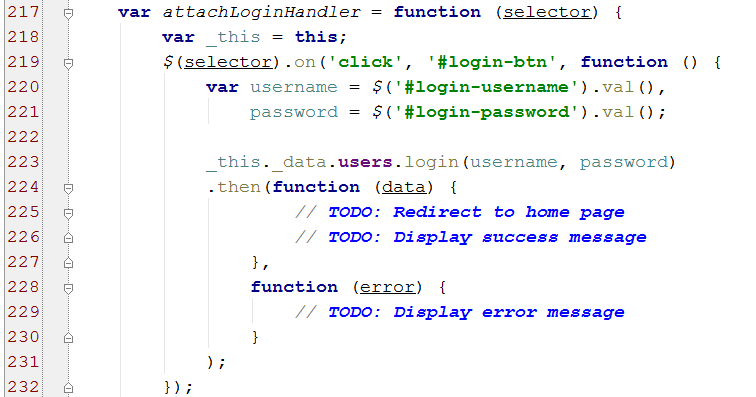 217 var attachLoginHandler = function (selector) {
218 var _this = this;
219 $(selector).on('click', '#login-btn', function () {
220 var username = $('#login-username').val(),
221 password = $('#login-password').val();
222
223 _this._data.users.login(username, password)
224 .then(function (data) {
225 // TODO: Redirect to home page
226 // TODO: Display success message
227 },
228 function (error) {
229 // TODO: Display error message
230 }
231 );
232 });